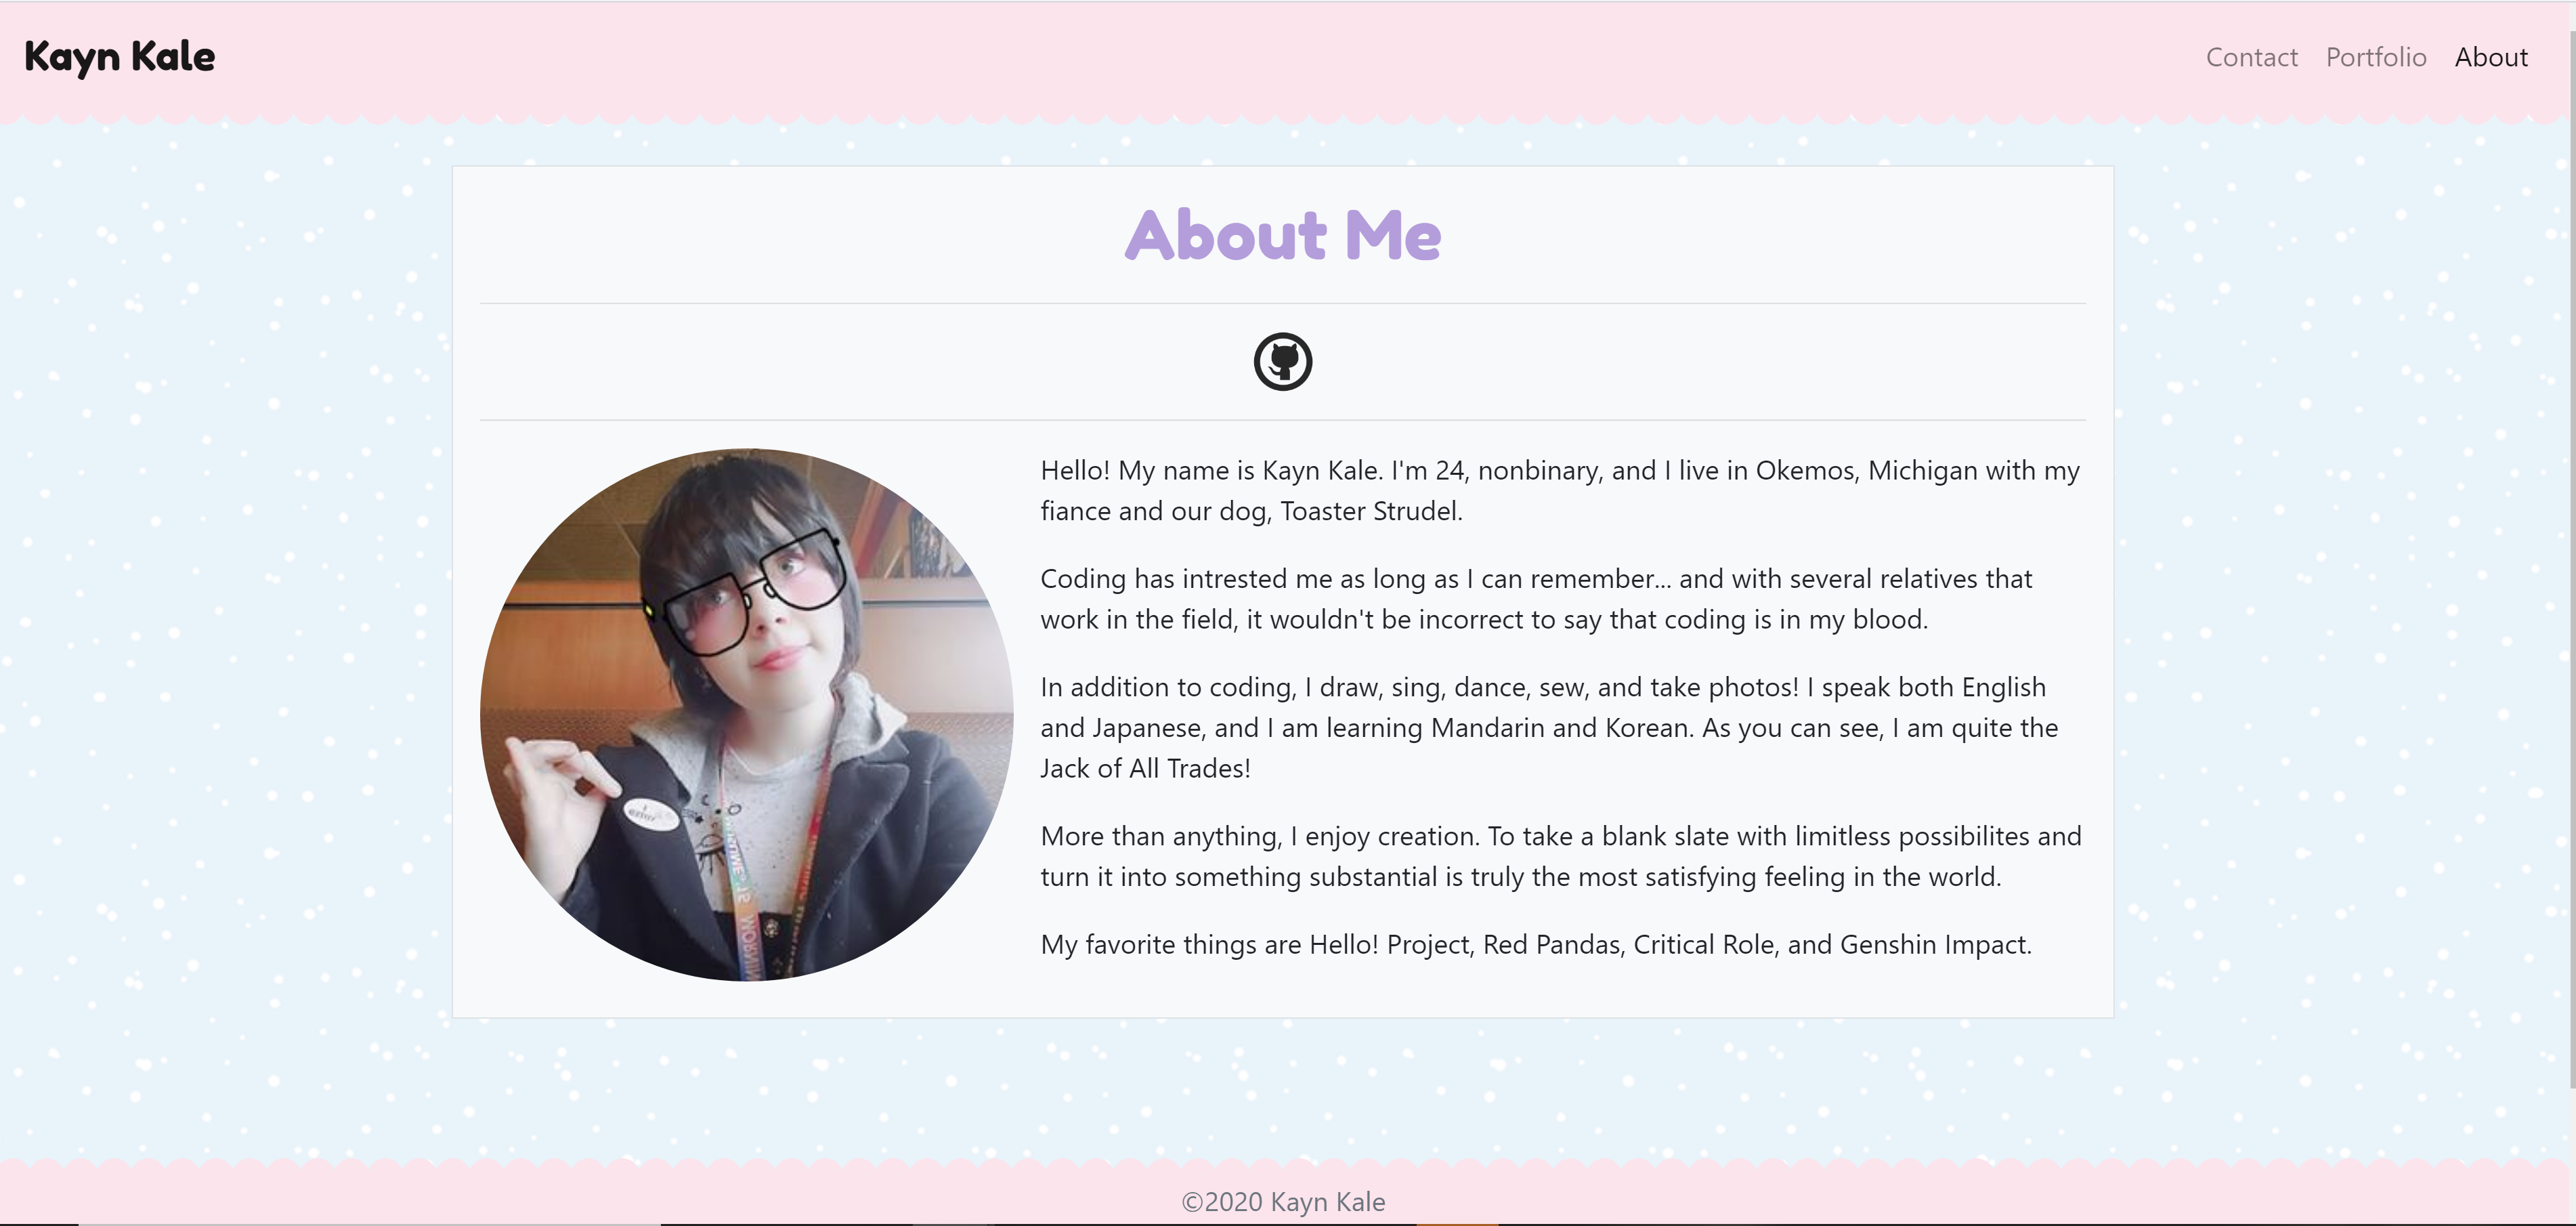 Kayn Kale
Contact Portfolio About
About Me
Hello! My name is Kayn Kale. I'm 24, nonbinary, and I live in Okemos, Michigan with my
fiance and our dog, Toaster Strudel.
Coding has intrested me as long as I can remember... and with several relatives that
work in the field, it wouldn't be incorrect to say that coding is in my blood.
In addition to coding, I draw, sing, dance, sew, and take photos! I speak both English
and Japanese, and I am learning Mandarin and Korean. As you can see, I am quite the
Jack of All Trades!
More than anything, I enjoy creation. To take a blank slate with limitless possibilites and
turn it into something substantial is truly the most satisfying feeling in the world.
My favorite things are Hello! Project, Red Pandas, Critical Role, and Genshin Impact.
©2020 Kayn Kale